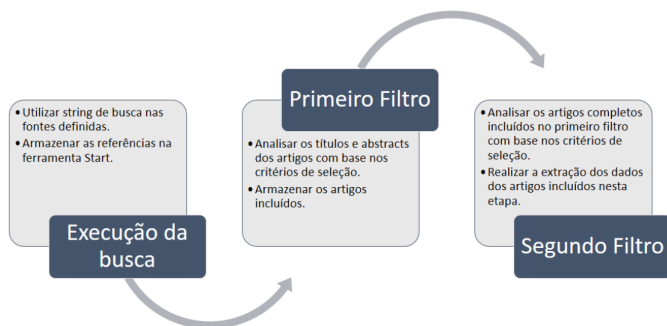 • Utilizar string de busca nas
fontes definidas.
• Armazenar as referências na
ferramenta Start.
Execução da
busca
Primeiro Filtro
• Analisar os títulos e abstracts
dos artigos com base nos
critérios de seleção.
• Armazenar os artigos
incluídos.
• Analisar os artigos completos
incluídos no primeiro filtro
com base nos critérios de
seleção.
• Realizar a extração dos dados
dos artigos incluídos nesta
etapa.
Segundo Filtro